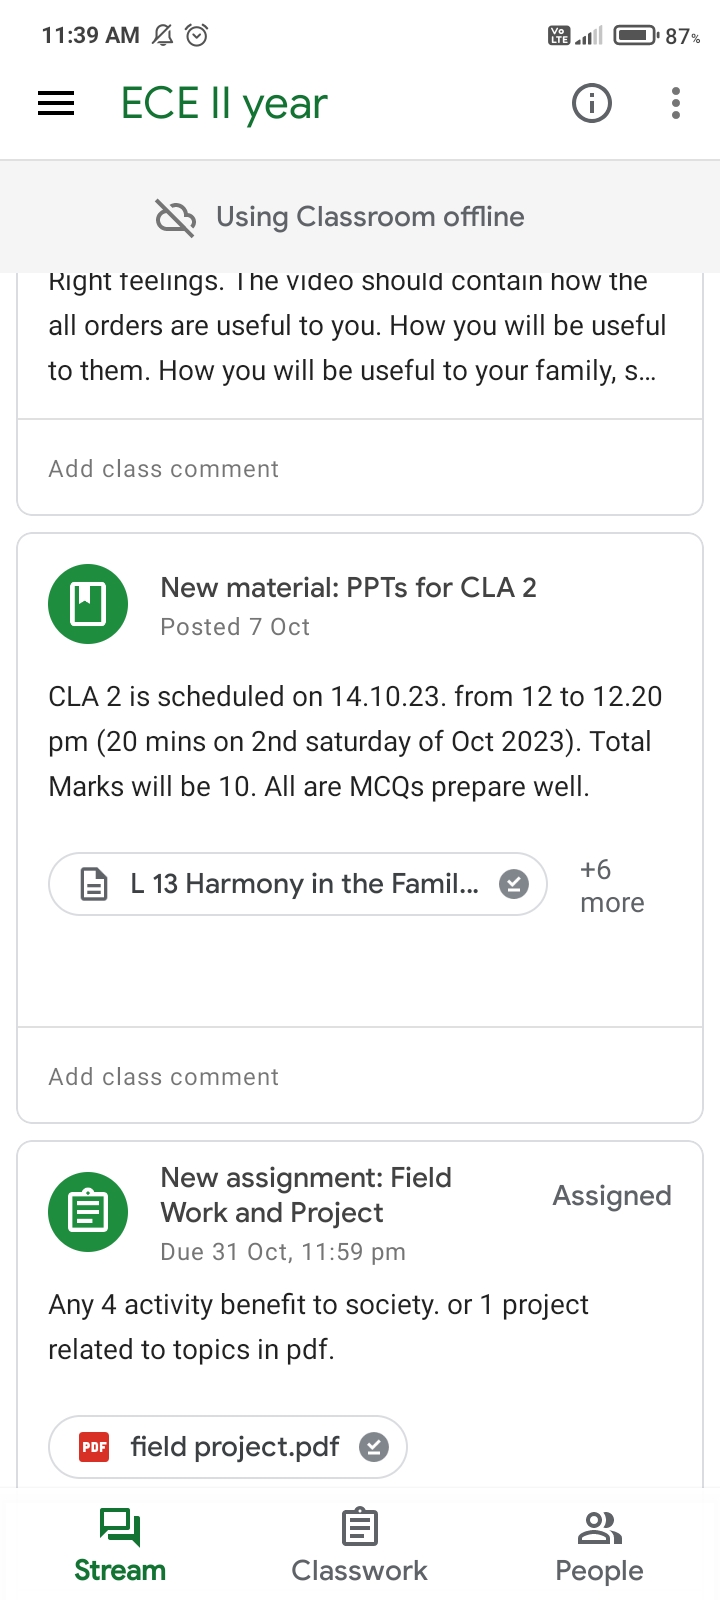 11:39 AM
Vo LTE
87%
ECE II year
Using Classroom offline
Right feelings. The video should contain how the
all orders are useful to you. How you will be useful
to them. How you will be useful to your family, s...
Add class comment
New material: PPTs for CLA 2
Posted 7 Oct
CLA 2 is scheduled on 14.10.23. from 12 to 12.20
pm (20 mins on 2nd saturday of Oct 2023). Total
Marks will be 10. All are MCQs prepare well.
L 13 Harmony in the Famil...
+6
more
Add class comment
New assignment: Field
Work and Project
Assigned
Due 31 Oct, 11:59 pm
Any 4 activity benefit to society. or 1 project
related to topics in pdf.
PDF field project.pdf
Stream
Classwork
People